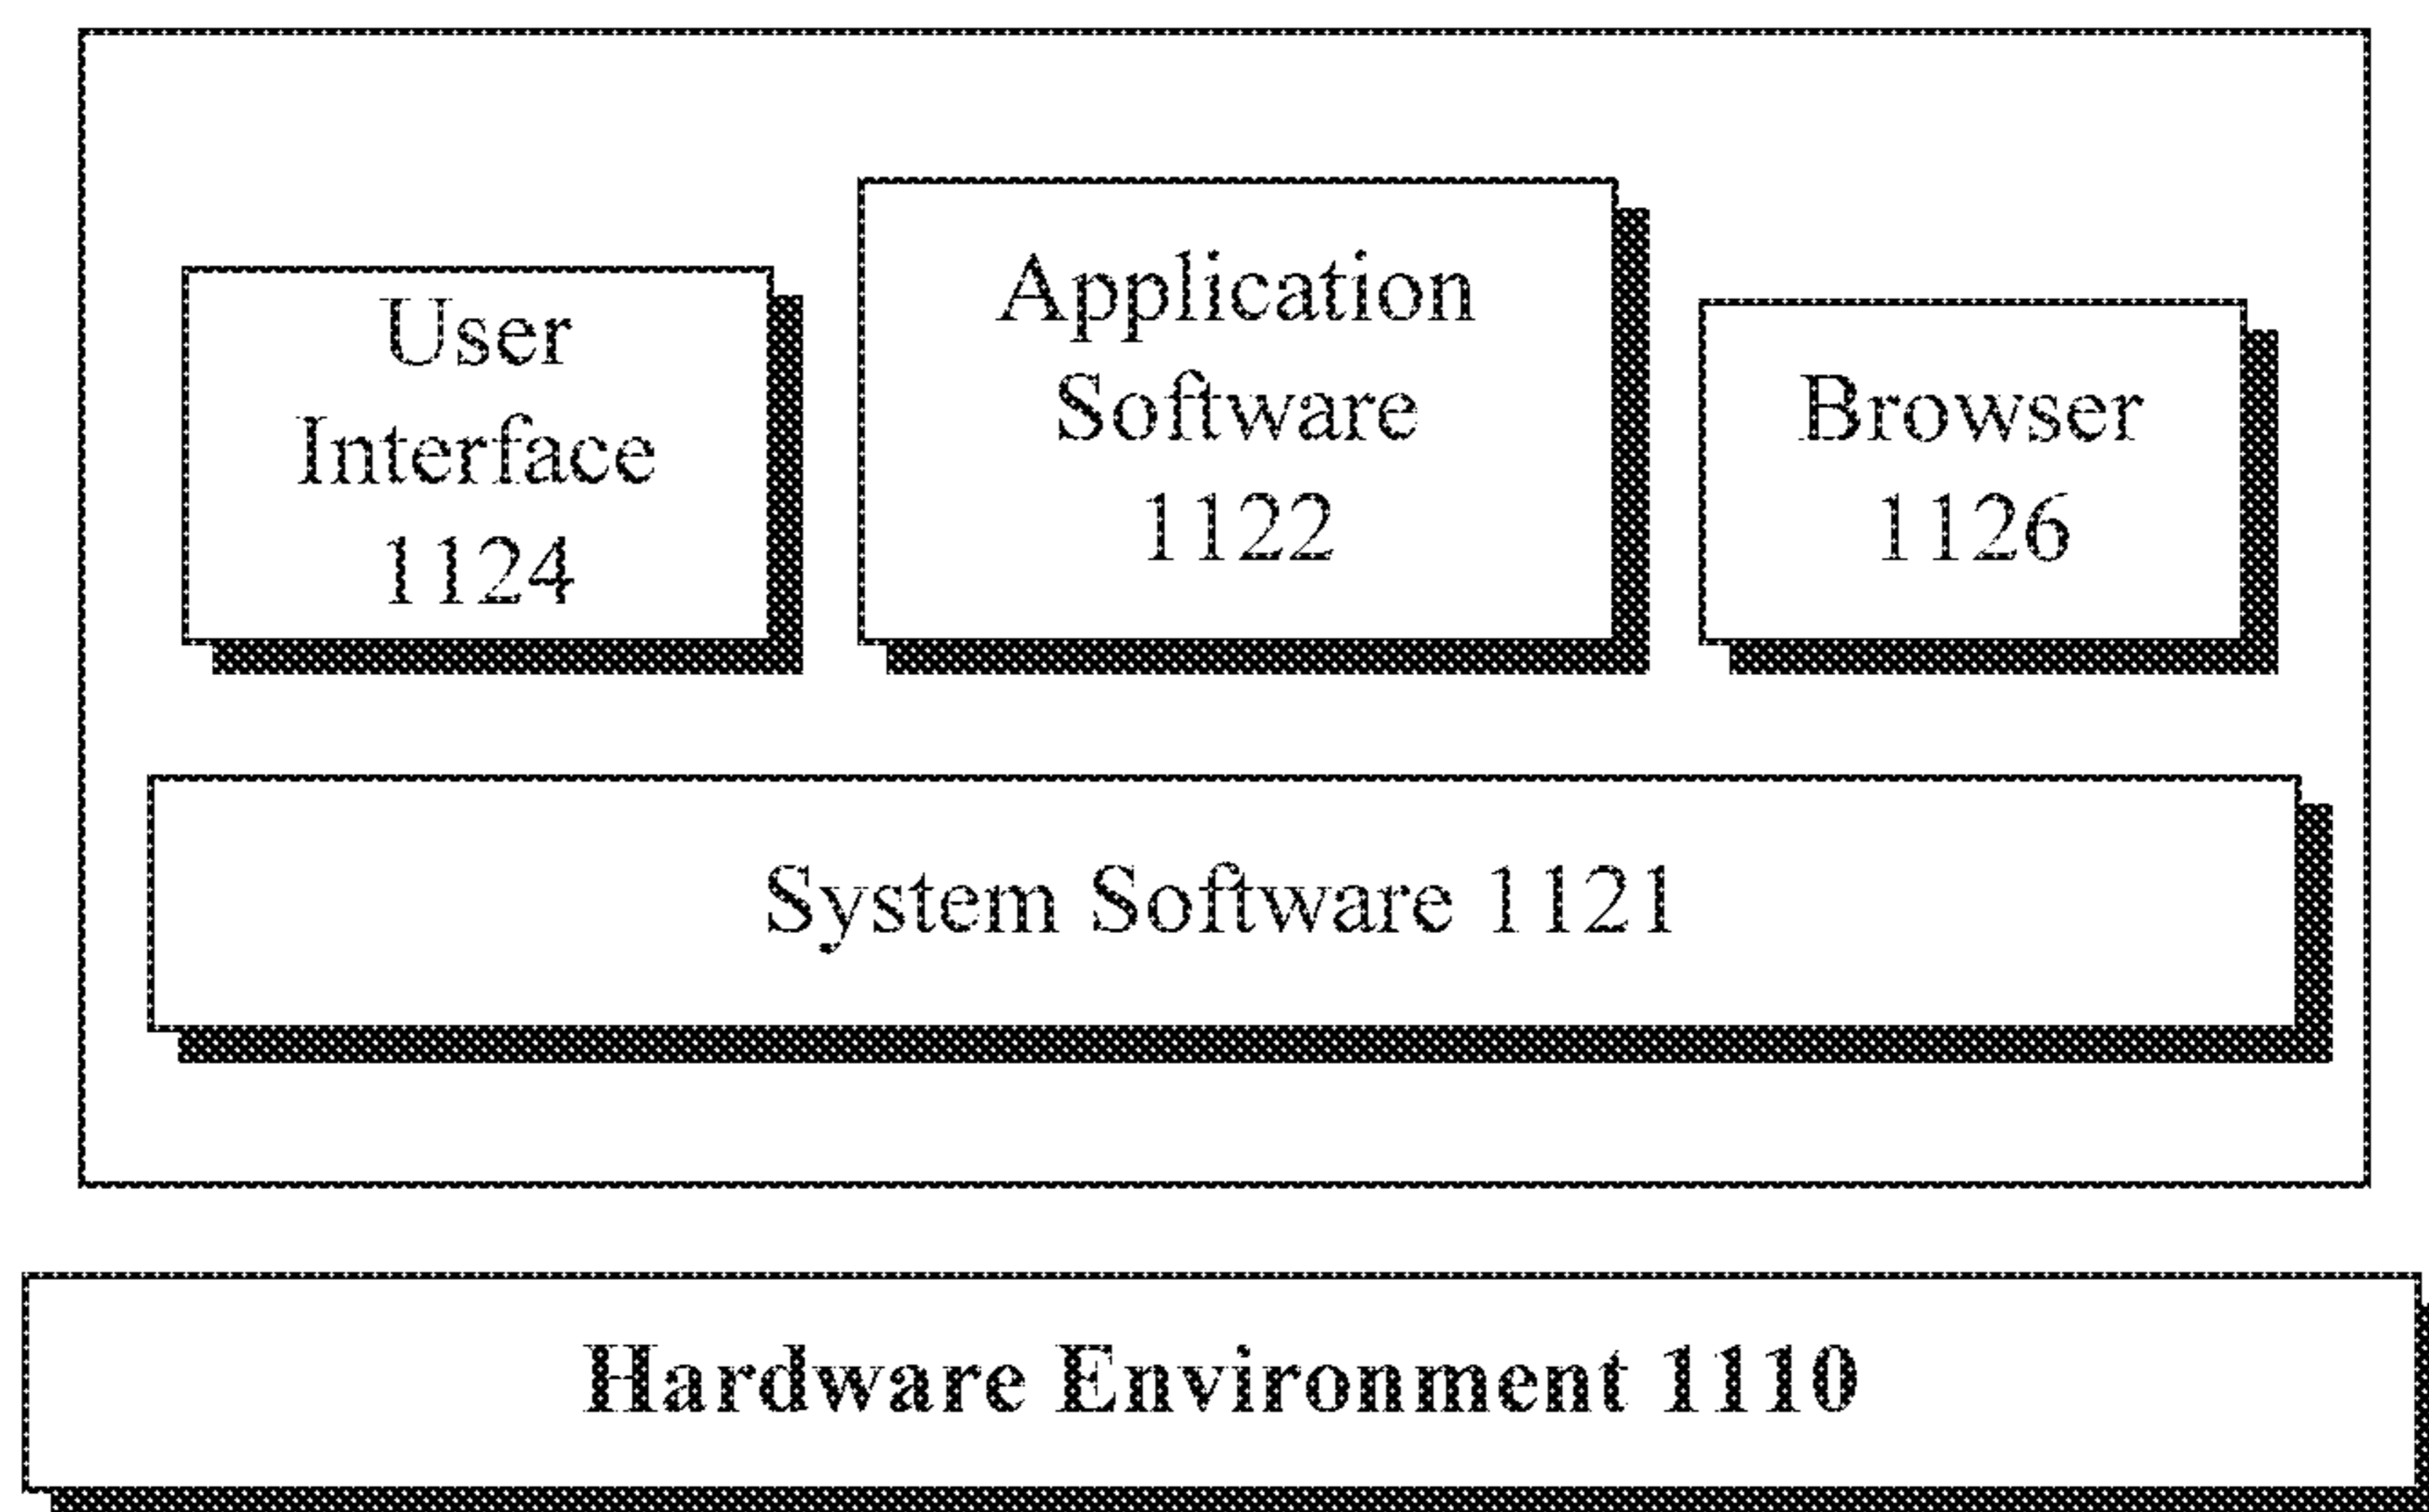 User
Interface
1124
Application
Software
1122
Browser
1126
System Software 1121
Hardware Environment 1110